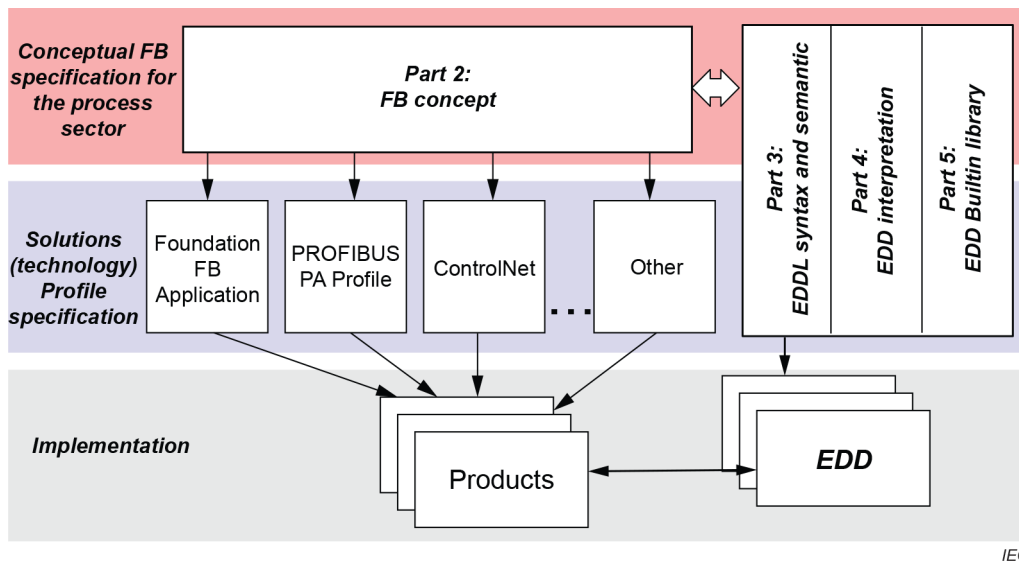 Conceptual FB
specification for
the process
sector
Part 2:
FB concept
Part 3:
EDDL syntax and semantic
Part 4:
EDD interpretation
Part 5:
EDD Builtin library
Solutions
(technology)
Profile
specification
Foundation
FB
Application
PROFIBUS
PA Profile
ControlNet
...
Other
Implementation
Products
EDD